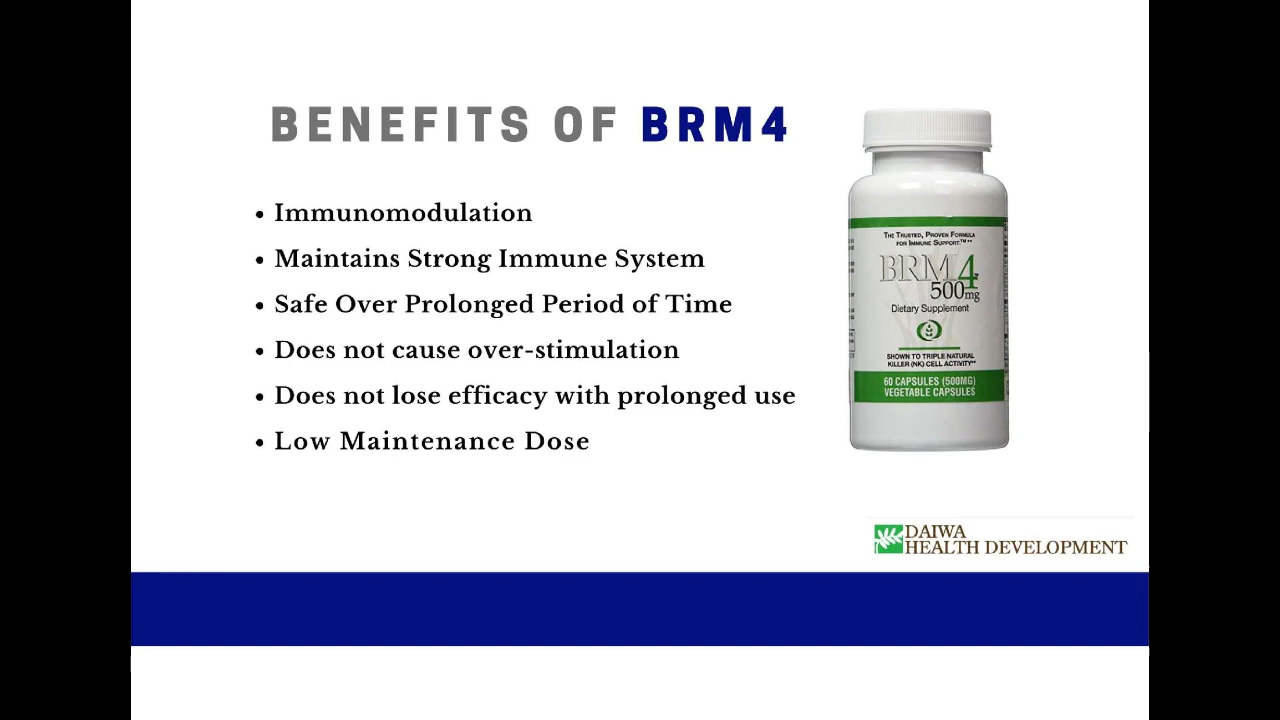 BENEFITS OF BRM4
Immunomodulation
Maintains Strong Immune System
Safe Over Prolonged Period of Time
Does not cause over-stimulation
Does not lose efficacy with prolonged use
Low Maintenance Dose
THE TRUSTED, PROVEN FORMULA
FOR IMMUNE SUPPORT.™**
BRM4™
500mg
Dietary Supplement
SHOWN TO TRIPLE NATURAL
KILLER (NK) CELL ACTIVITY**
60 CAPSULES (500MG)
VEGETABLE CAPSULES
DAIWA
HEALTH DEVELOPMENT